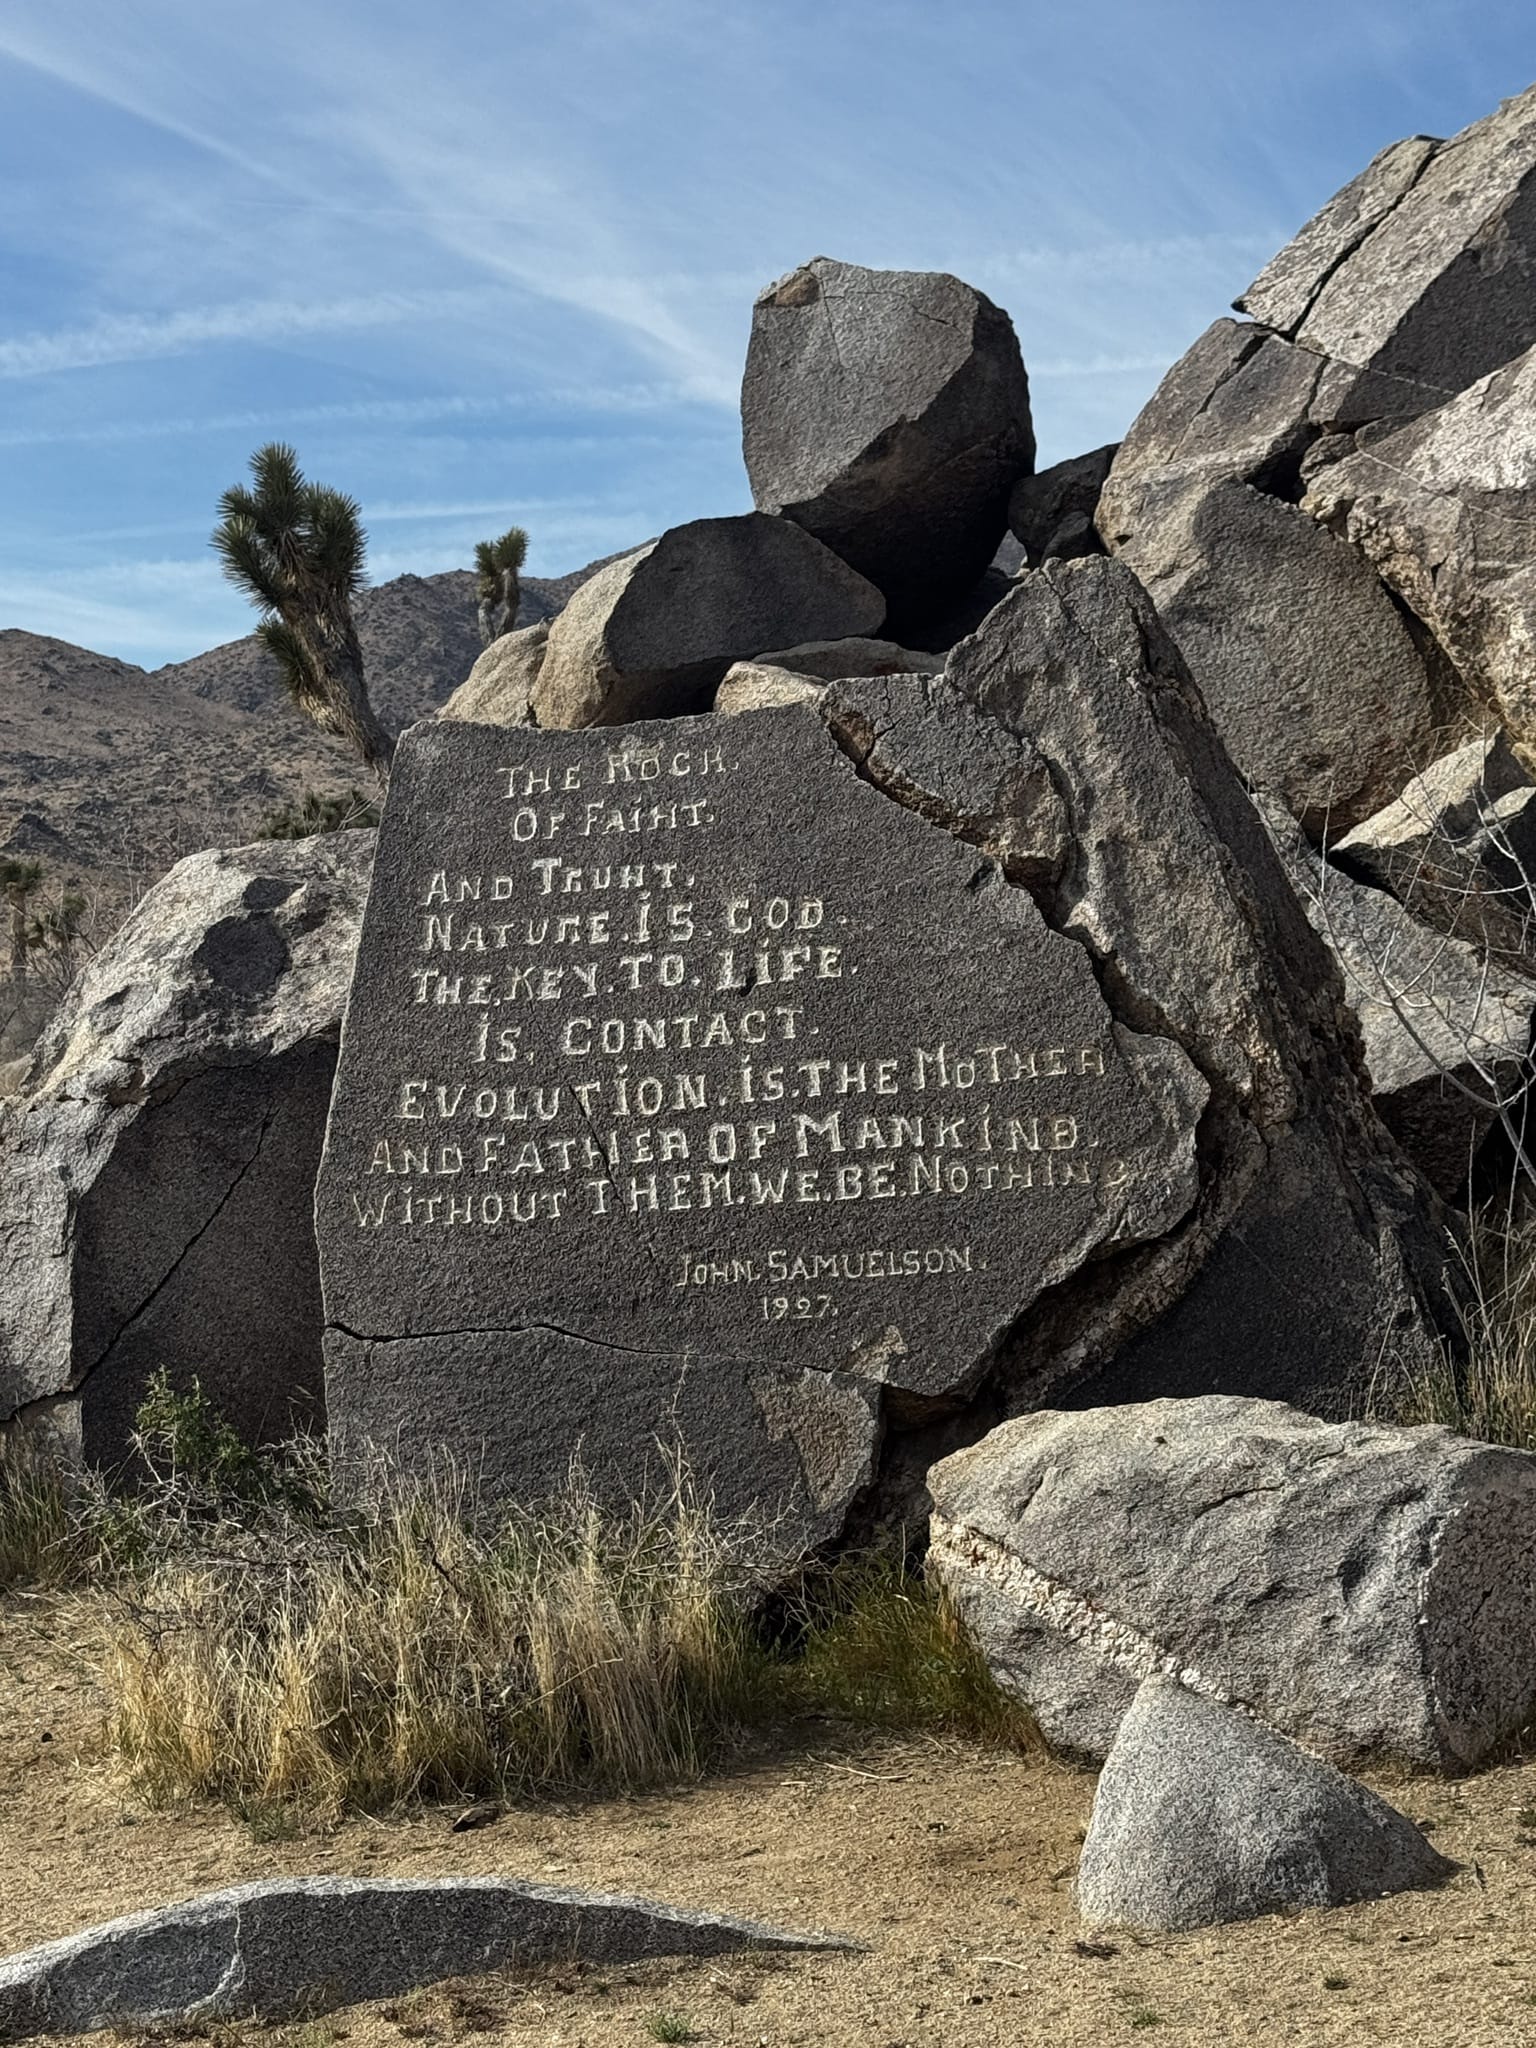 THE ROCK.
OF FAIHT.
AND TRUHT.
NATURE.IS.GOD.
THE.KEY.TO.LIFE.
IS.CONTACT.
EVOLUTION.IS.THE MOTHER
AND FATHER OF MANKIND.
WITHOUT THEM.WE.BE.NOTHING.
JOHN.SAMUELSON.
1927.